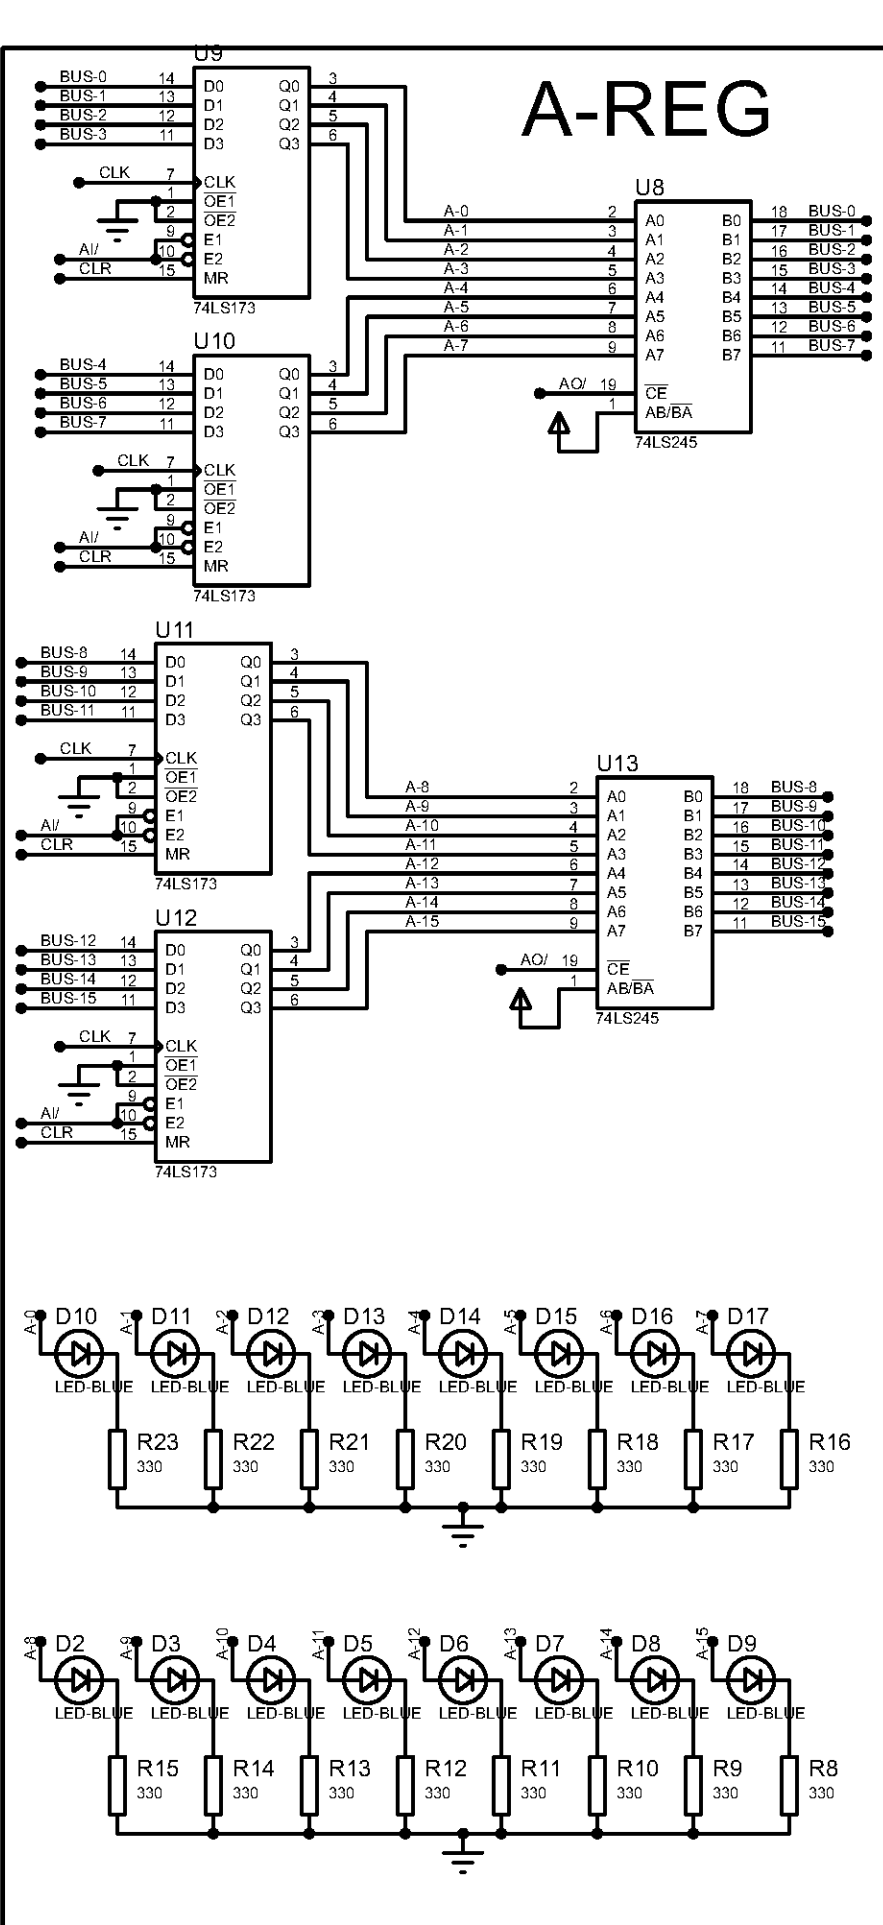 A-REG
U9
BUS-0 14 D0 Q0 3
BUS-1 13 D1 Q1 4
BUS-2 12 D2 Q2 5
BUS-3 11 D3 Q3 6
CLK 7 CLK
1 OE1
2 OE2
9 E1
AI/ 10 E2
CLR 15 MR
74LS173
U8
A-0 2 A0 B0 18 BUS-0
A-1 3 A1 B1 17 BUS-1
A-2 4 A2 B2 16 BUS-2
A-3 5 A3 B3 15 BUS-3
A-4 6 A4 B4 14 BUS-4
A-5 7 A5 B5 13 BUS-5
A-6 8 A6 B6 12 BUS-6
A-7 9 A7 B7 11 BUS-7
AO/ 19 CE
1 AB/BA
74LS245
U10
BUS-4 14 D0 Q0 3
BUS-5 13 D1 Q1 4
BUS-6 12 D2 Q2 5
BUS-7 11 D3 Q3 6
CLK 7 CLK
1 OE1
2 OE2
9 E1
AI/ 10 E2
CLR 15 MR
74LS173
U11
BUS-8 14 D0 Q0 3
BUS-9 13 D1 Q1 4
BUS-10 12 D2 Q2 5
BUS-11 11 D3 Q3 6
CLK 7 CLK
1 OE1
2 OE2
9 E1
AI/ 10 E2
CLR 15 MR
74LS173
U13
A-8 2 A0 B0 18 BUS-8
A-9 3 A1 B1 17 BUS-9
A-10 4 A2 B2 16 BUS-10
A-11 5 A3 B3 15 BUS-11
A-12 6 A4 B4 14 BUS-12
A-13 7 A5 B5 13 BUS-13
A-14 8 A6 B6 12 BUS-14
A-15 9 A7 B7 11 BUS-15
AO/ 19 CE
1 AB/BA
74LS245
U12
BUS-12 14 D0 Q0 3
BUS-13 13 D1 Q1 4
BUS-14 12 D2 Q2 5
BUS-15 11 D3 Q3 6
CLK 7 CLK
1 OE1
2 OE2
9 E1
AI/ 10 E2
CLR 15 MR
74LS173
A-0 D10 A-1 D11 A-2 D12 A-3 D13 A-4 D14 A-5 D15 A-6 D16 A-7 D17
LED-BLUE LED-BLUE LED-BLUE LED-BLUE LED-BLUE LED-BLUE LED-BLUE LED-BLUE
R23 R22 R21 R20 R19 R18 R17 R16
330 330 330 330 330 330 330 330
A-8 D2 A-9 D3 A-10 D4 A-11 D5 A-12 D6 A-13 D7 A-14 D8 A-15 D9
LED-BLUE LED-BLUE LED-BLUE LED-BLUE LED-BLUE LED-BLUE LED-BLUE LED-BLUE
R15 R14 R13 R12 R11 R10 R9 R8
330 330 330 330 330 330 330 330